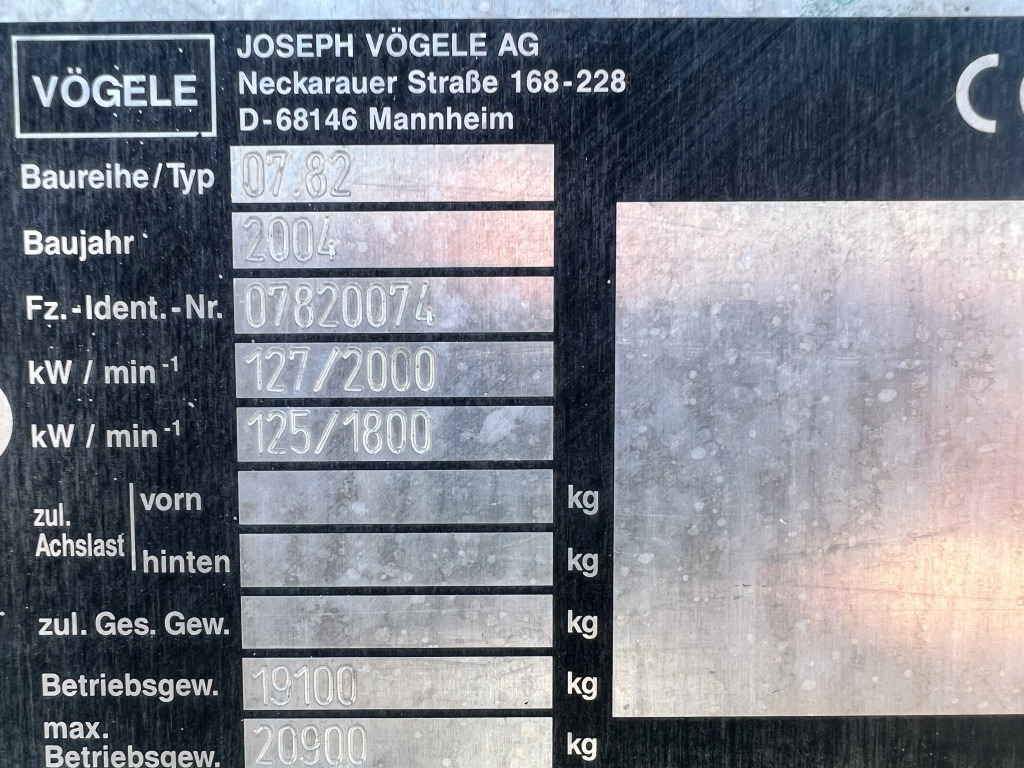 VÖGELE
JOSEPH VÖGELE AG
Neckarauer Straße 168-228
D-68146 Mannheim
Baureihe/Typ 07.82
Baujahr 2004
Fz.-Ident.-Nr. 07820074
kW / min -1 127/2000
kW / min -1 125/1800
zul. Achslast vorn kg
hinten kg
zul. Ges. Gew. kg
Betriebsgew. 19100 kg
max. Betriebsgew. 20900 kg